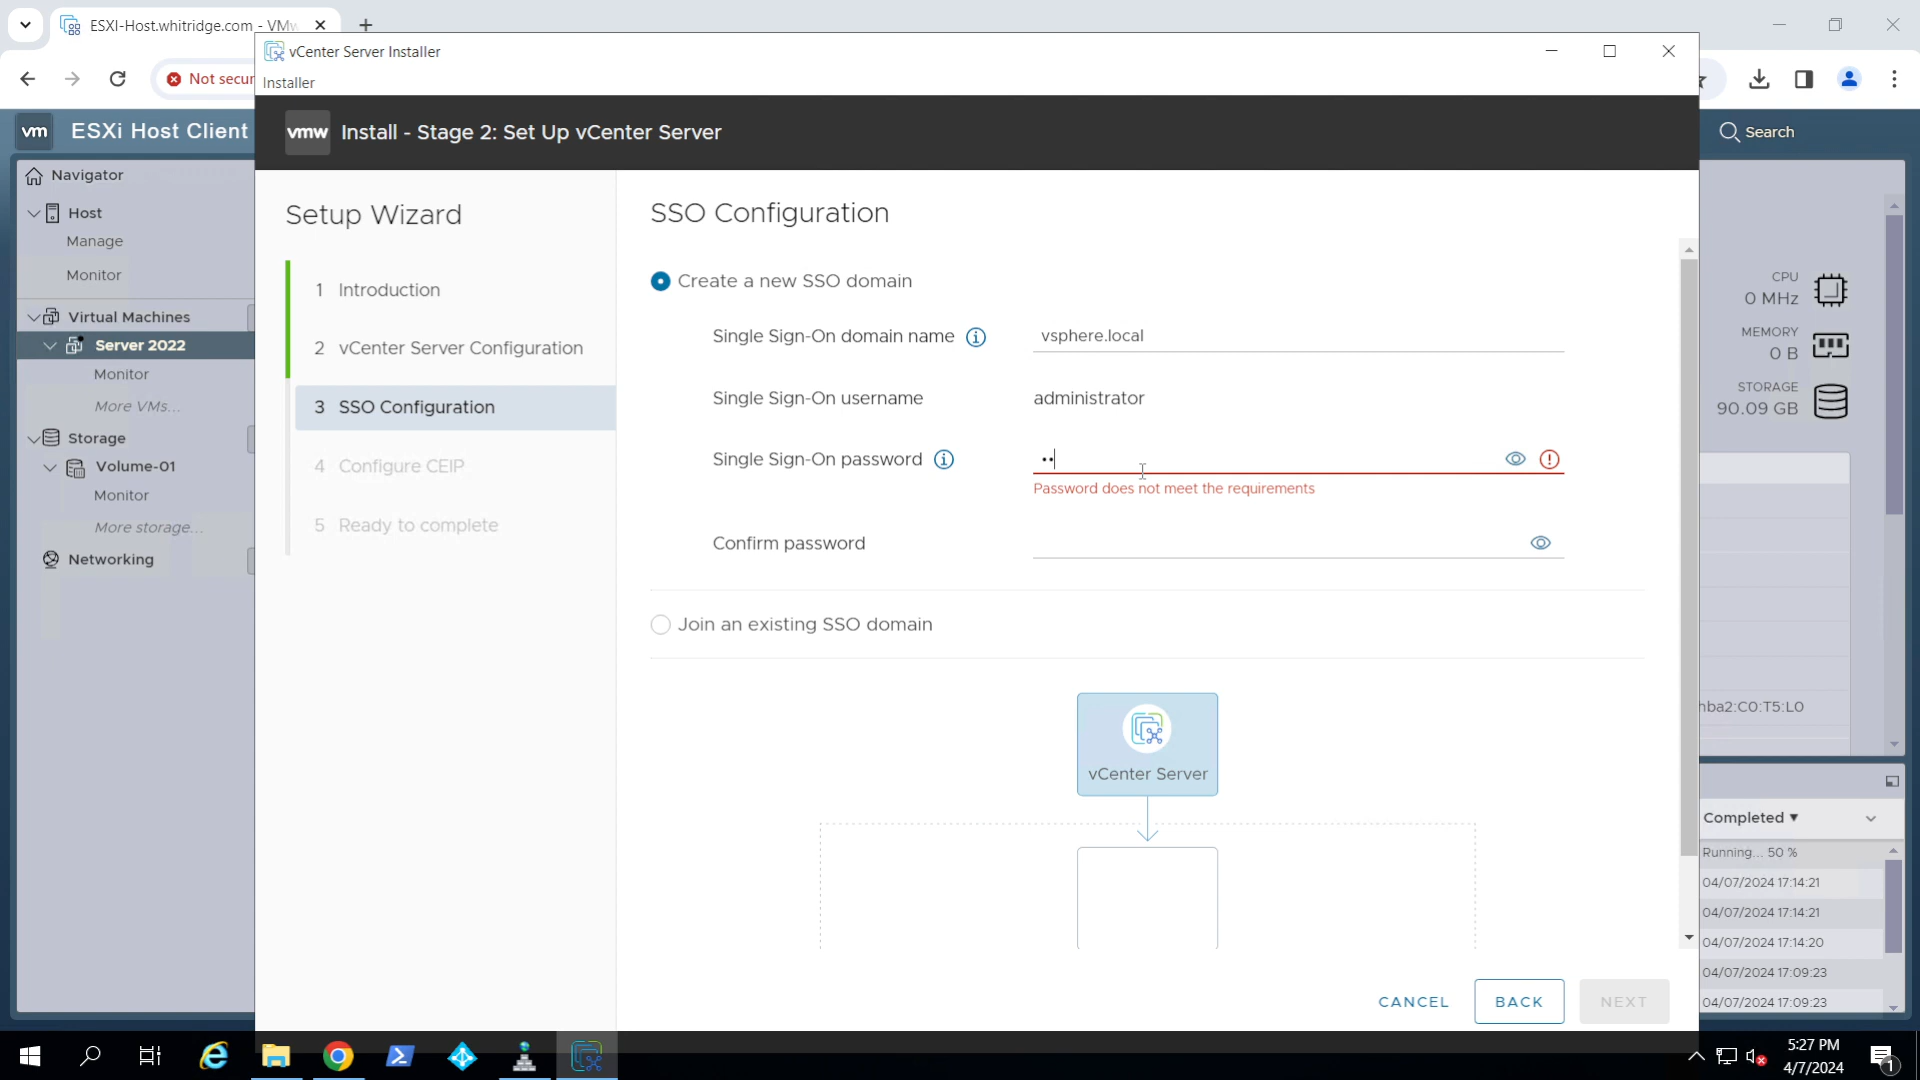 ESXI-Host.whitridge.com - VMw
vCenter Server Installer
Installer
Not secur
vm ESXi Host Client
vmw Install - Stage 2: Set Up vCenter Server
Search
Navigator
Host
Manage
Monitor
Virtual Machines
Server 2022
Monitor
More VMs...
Storage
Volume-01
Monitor
More storage...
Networking
Setup Wizard
1 Introduction
2 vCenter Server Configuration
3 SSO Configuration
4 Configure CEIP
5 Ready to complete
SSO Configuration
Create a new SSO domain
Single Sign-On domain name vsphere.local
Single Sign-On username administrator
Single Sign-On password ••
Password does not meet the requirements
Confirm password
Join an existing SSO domain
vCenter Server
CANCEL BACK NEXT
CPU
0 MHz
MEMORY
0 B
STORAGE
90.09 GB
hba2:C0:T5:L0
Completed ▼
Running... 50 %
04/07/2024 17:14:21
04/07/2024 17:14:21
04/07/2024 17:14:20
04/07/2024 17:09:23
04/07/2024 17:09:23
5:27 PM
4/7/2024
1